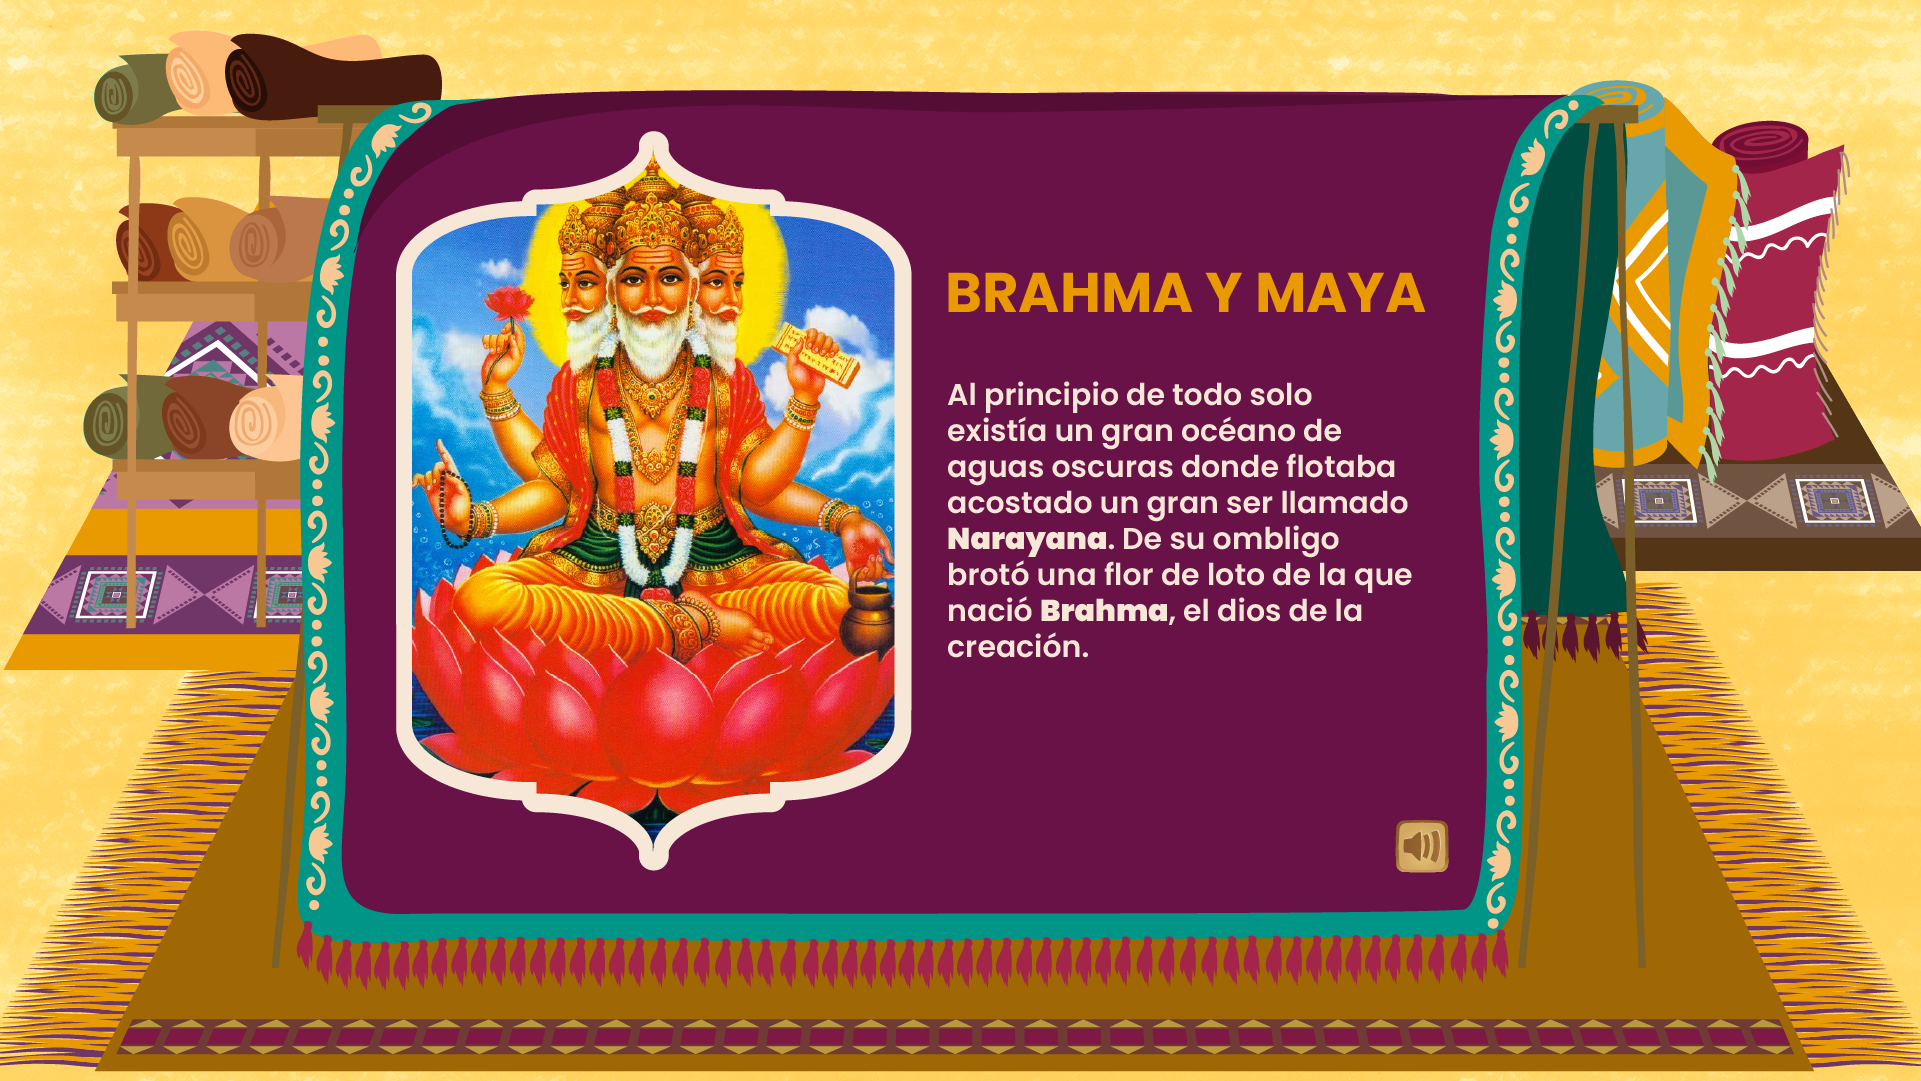 BRAHMA Y MAYA
Al principio de todo solo
existía un gran océano de
aguas oscuras donde flotaba
acostado un gran ser llamado
Narayana. De su ombligo
brotó una flor de loto de la que
nació Brahma, el dios de la
creación.